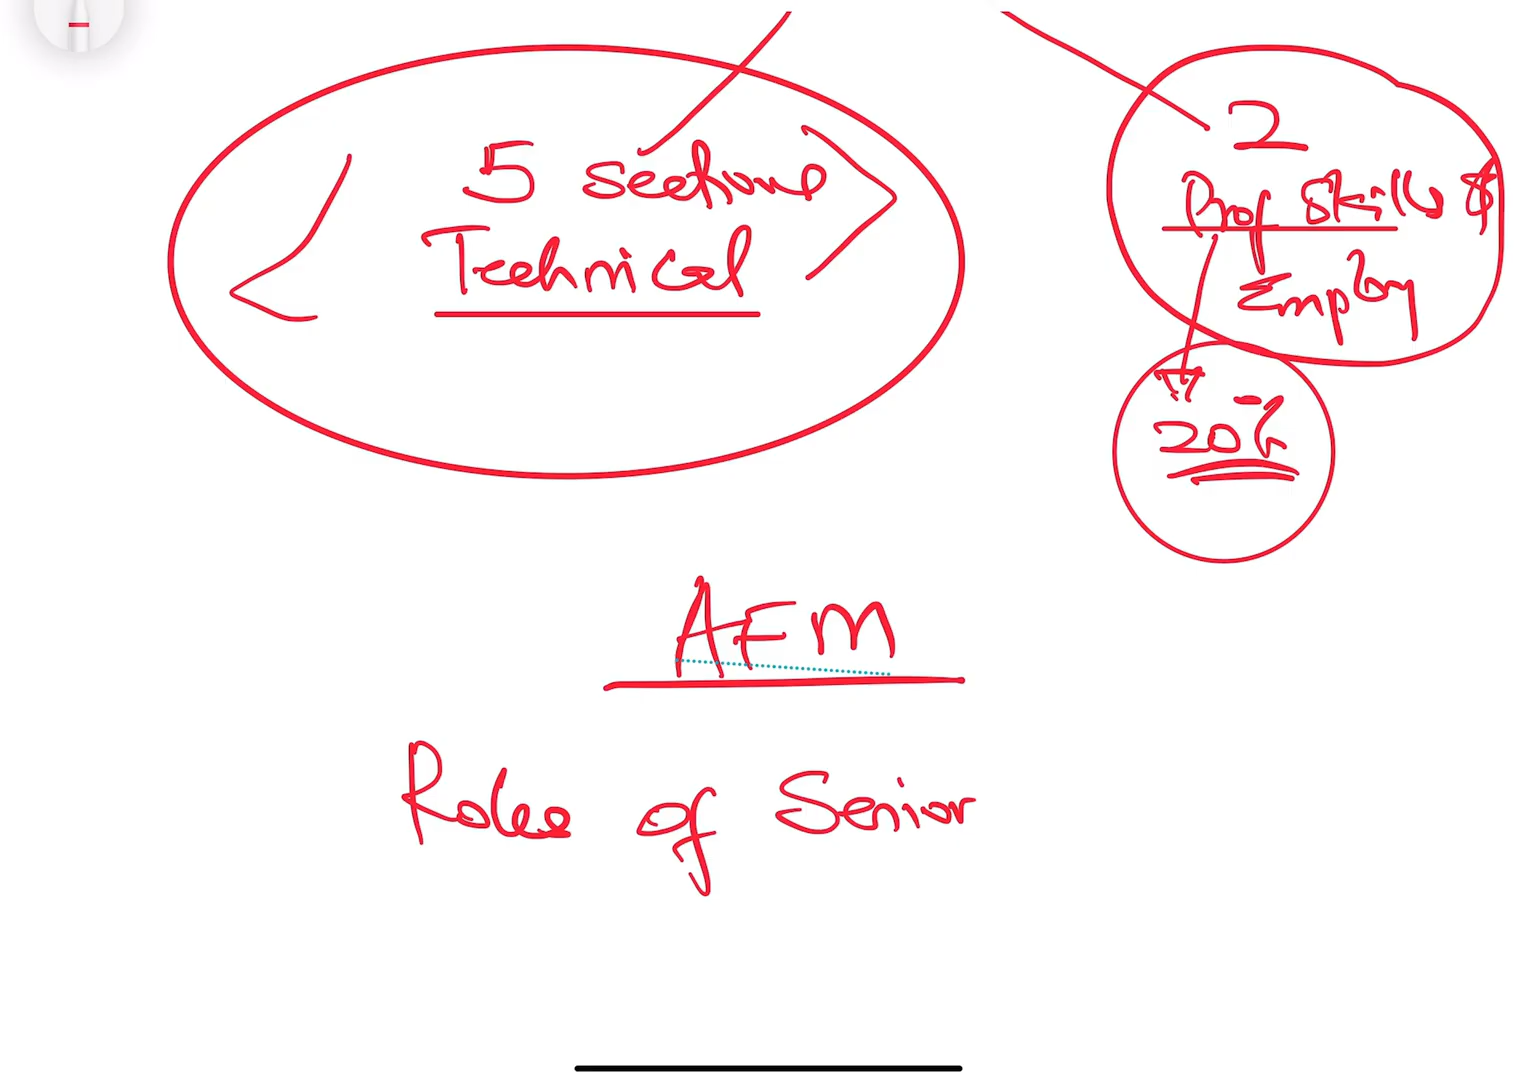 5 sections
Technical
2
Prof Skills &
Employ
20%
AFM
Roles of Senior